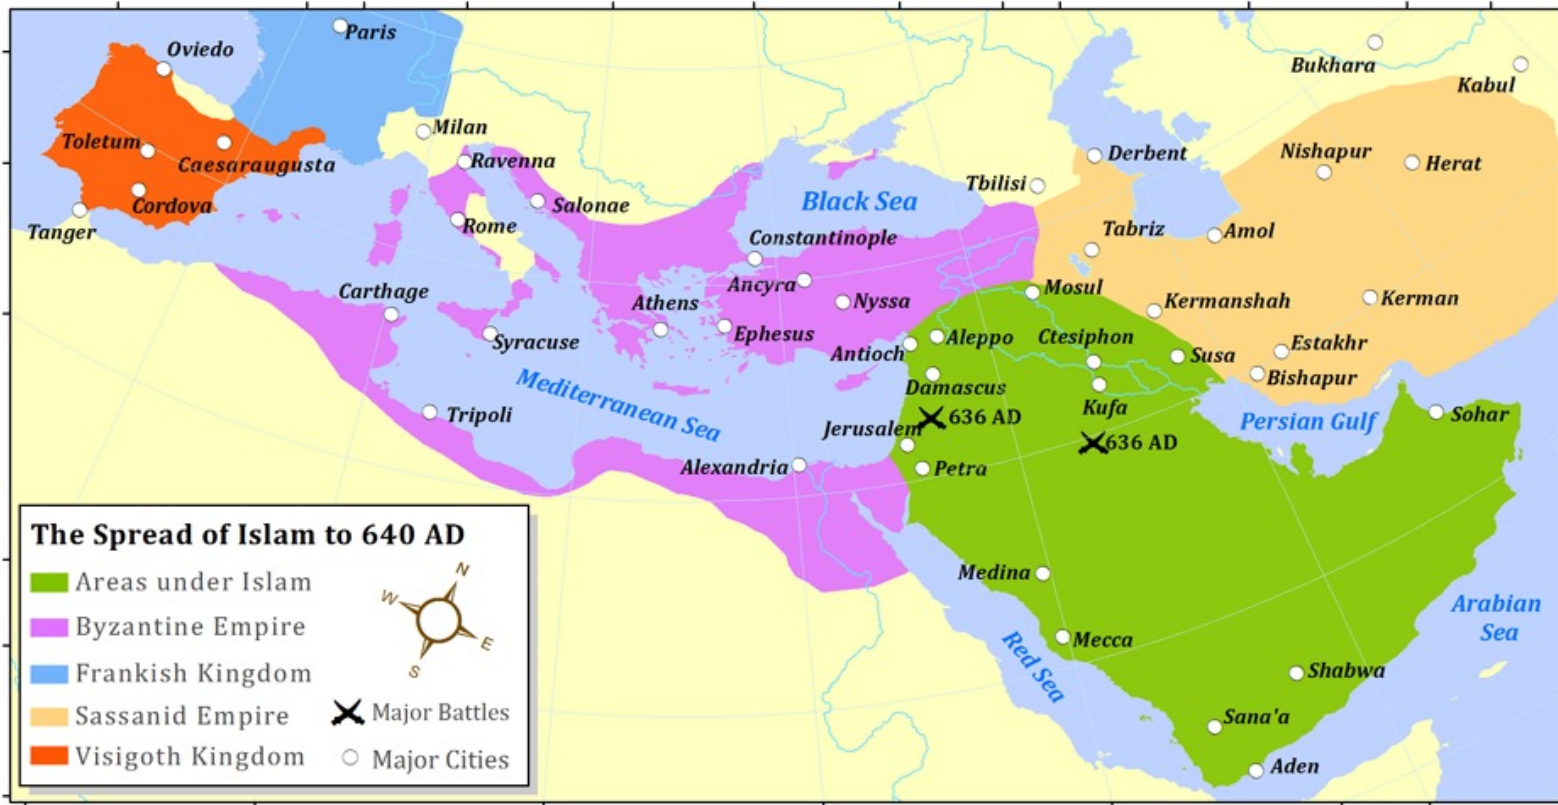 Paris
Oviedo
Bukhara
Kabul
Milan
Toletum
Caesaraugusta
Ravenna
Derbent
Nishapur
Herat
Tbilisi
Cordova
Salonae
Black Sea
Tanger
Rome
Constantinople
Tabriz
Amol
Carthage
Athens
Ancyra
Nyssa
Mosul
Kermanshah
Kerman
Syracuse
Ephesus
Antioch
Aleppo
Ctesiphon
Susa
Estakhr
Bishapur
Mediterranean Sea
Damascus
Kufa
Tripoli
636 AD
Persian Gulf
Sohar
Jerusalem
636 AD
Alexandria
Petra
The Spread of Islam to 640 AD
Areas under Islam
Byzantine Empire
Frankish Kingdom
Sassanid Empire
Visigoth Kingdom
N
W
E
S
Major Battles
Major Cities
Medina
Mecca
Red Sea
Arabian
Sea
Shabwa
Sana'a
Aden